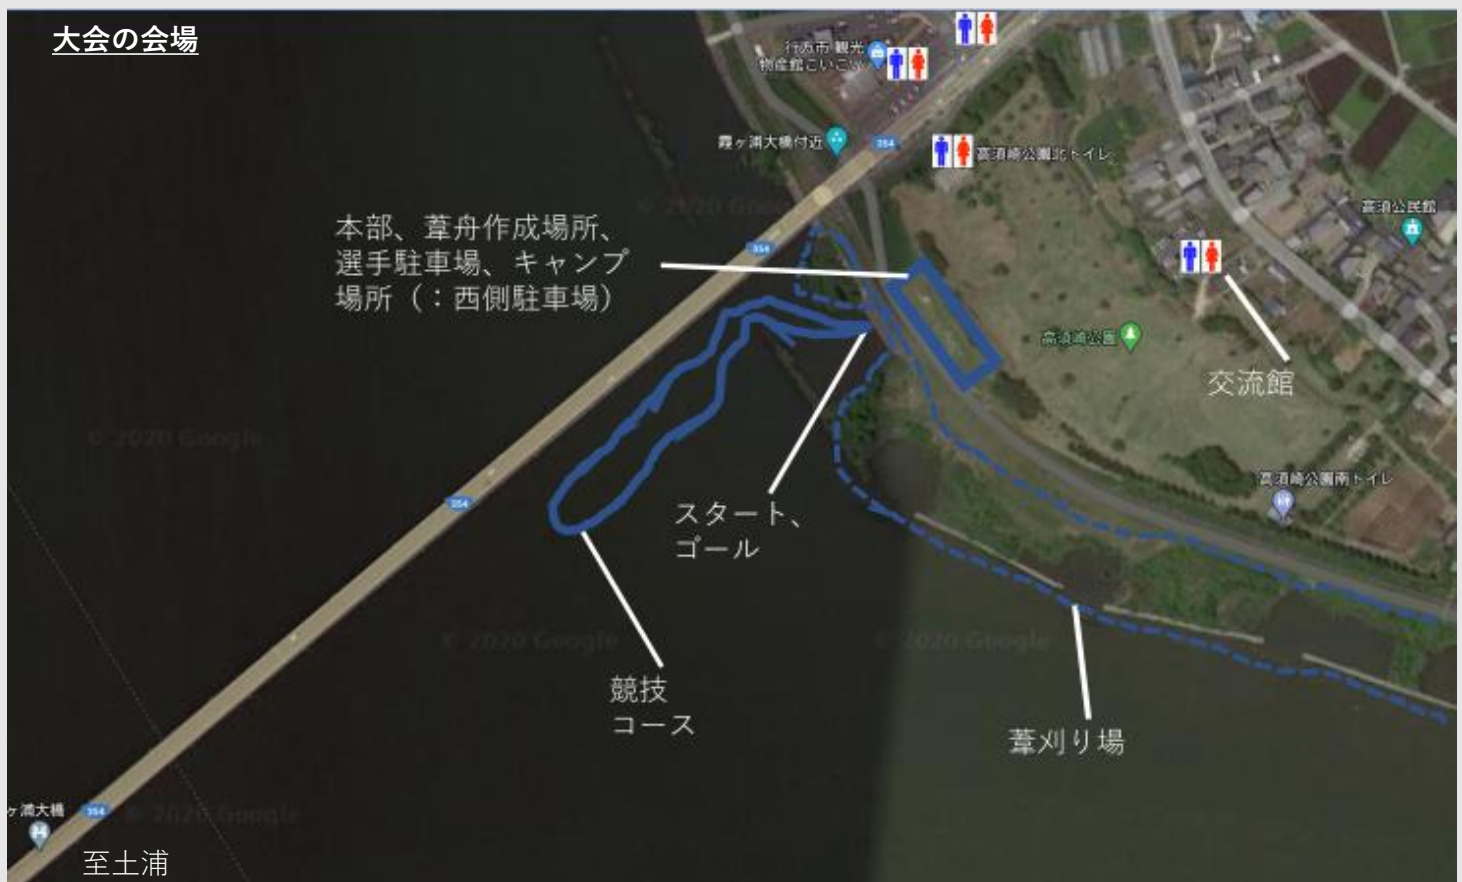 大会の会場
行方市 観光
物産館こいこい
霞ヶ浦大橋付近
354
高須崎公園北トイレ
© 2020 Google
高須公民館
本部、葦舟作成場所、
選手駐車場、キャンプ
場所（：西側駐車場）
354
高須崎公園
交流館
© 2020 Google
高須崎公園南トイレ
354
スタート、
ゴール
© 2020 Google
© 2020 Google
競技
コース
葦刈り場
ヶ浦大橋
354
© 2020 Google
至土浦